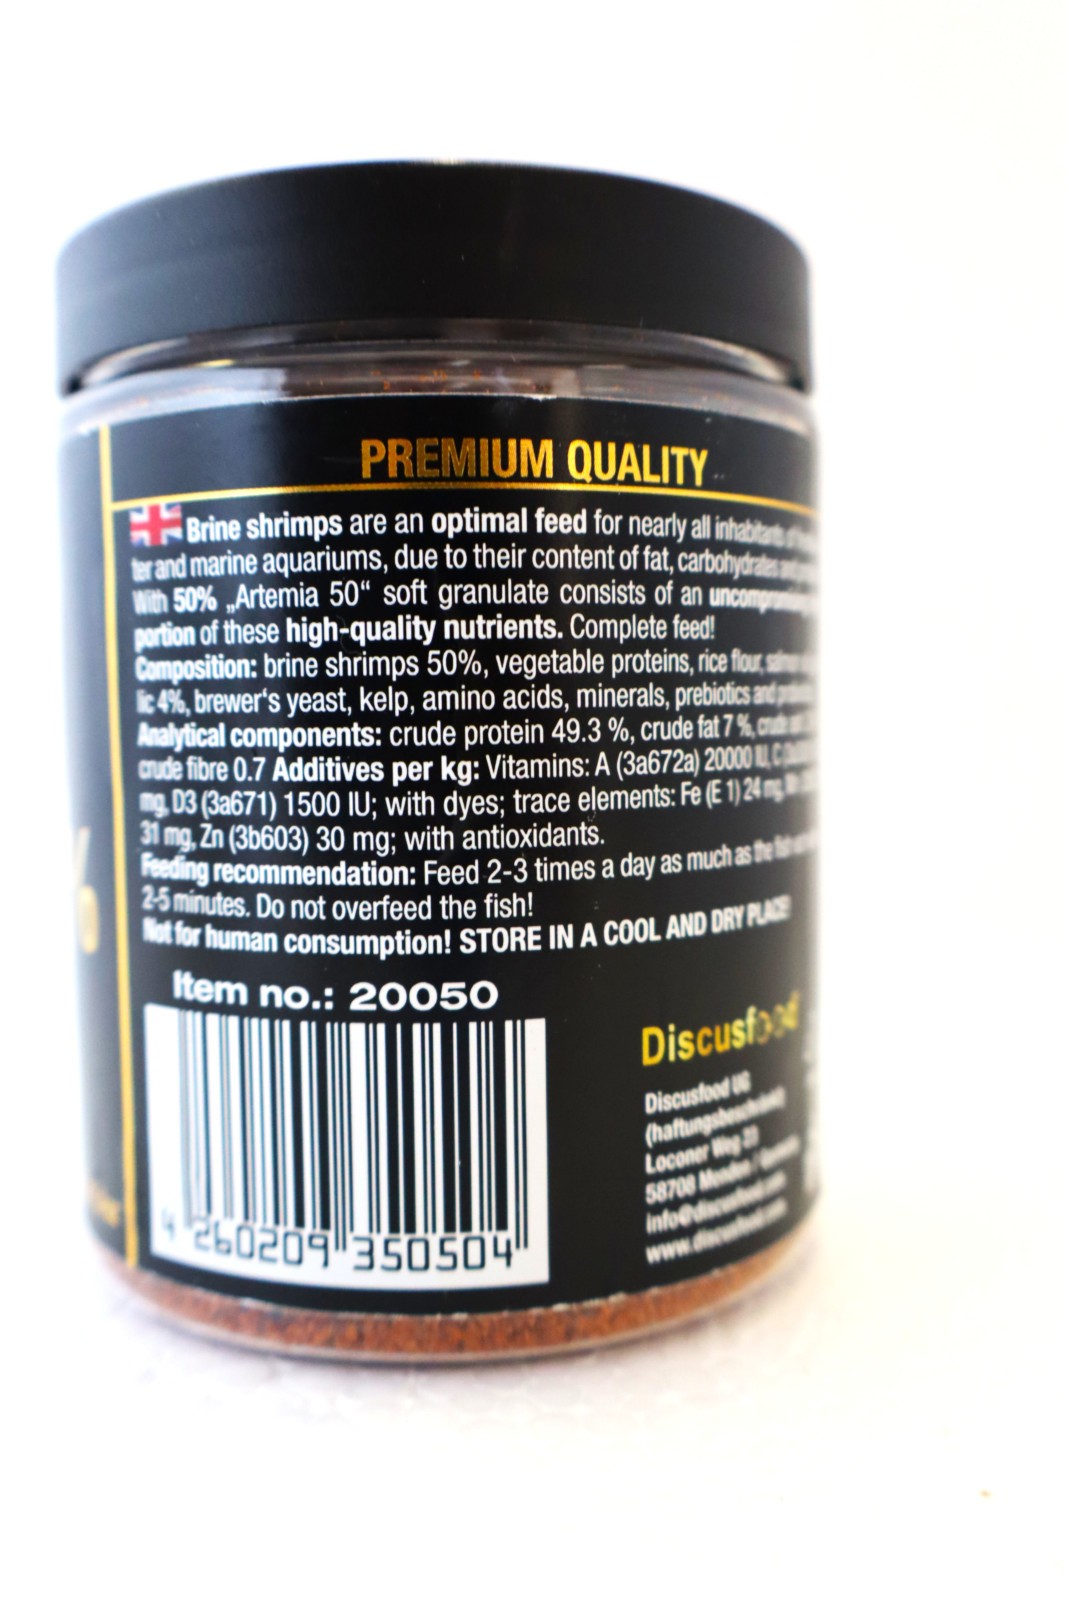 PREMIUM QUALITY
Brine shrimps are an optimal feed for nearly all inhabitants
ter and marine aquariums, due to their content of fat, carbohydrates
With 50% „Artemia 50“ soft granulate consists of an
portion of these high-quality nutrients. Complete feed!
Composition: brine shrimps 50%, vegetable proteins, rice flour,
lic 4%, brewer's yeast, kelp, amino acids, minerals, prebiotics and
Analytical components: crude protein 49.3 %, crude fat 7 %,
crude fibre 0.7 Additives per kg: Vitamins: A (3a672a) 20000 IU, C
mg, D3 (3a671) 1500 IU; with dyes; trace elements: Fe (E 1) 24 mg,
31 mg, Zn (3b603) 30 mg; with antioxidants.
Feeding recommendation: Feed 2-3 times a day as much as the fish
2-5 minutes. Do not overfeed the fish!
Not for human consumption! STORE IN A COOL AND DRY PLACE!
%
Item no.: 20050
4 260209 350504
Discusfood
Discusfood UG
(haftungsbeschränkt)
Loconer Weg
58708 Menden /
info@discusfood.com
www.discusfood.com